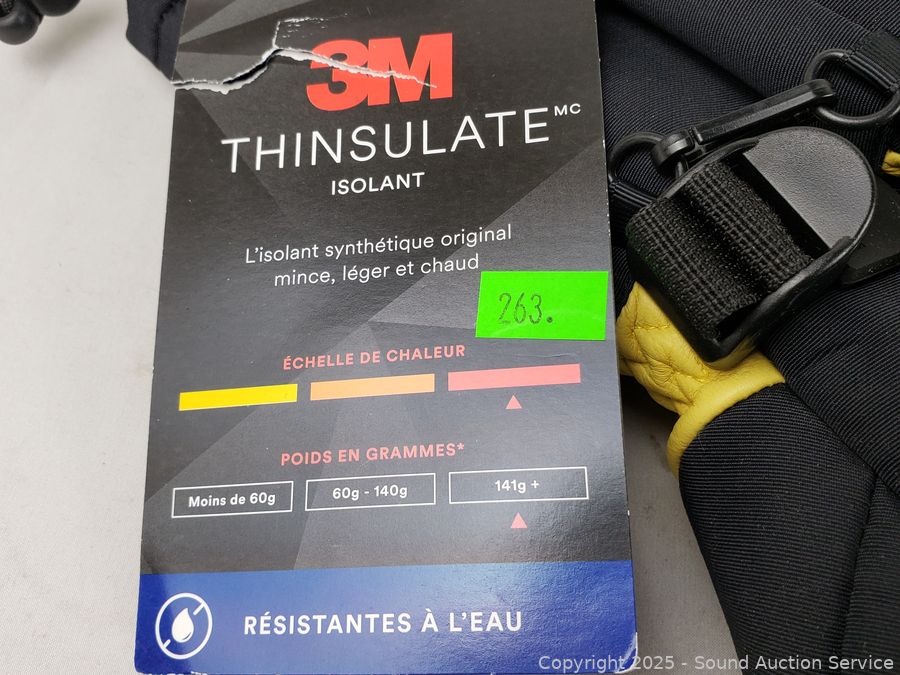 3M
THINSULATE MC
ISOLANT
L'isolant synthétique original
mince, léger et chaud
263.
ÉCHELLE DE CHALEUR
POIDS EN GRAMMES*
Moins de 60g 60g - 140g 141g +
RÉSISTANTES À L'EAU
Copyright 2025 - Sound Auction Service